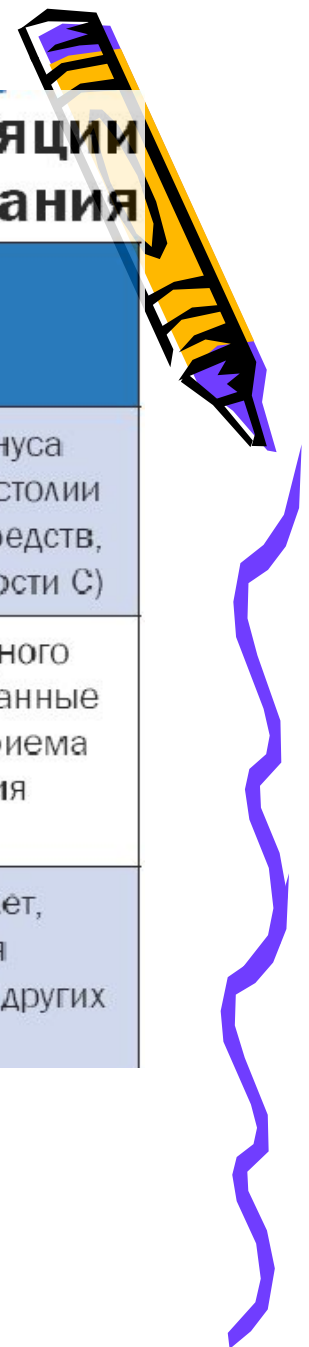 яции
ания
нуса
столии
редств,
ости С)
ного
анные
риема
ия
ет,
я
других